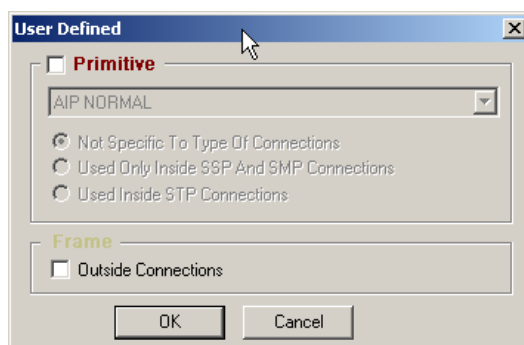 User Defined
Primitive
AIP NORMAL
Not Specific To Type Of Connections
Used Only Inside SSP And SMP Connections
Used Inside STP Connections
Frame
Outside Connections
OK Cancel